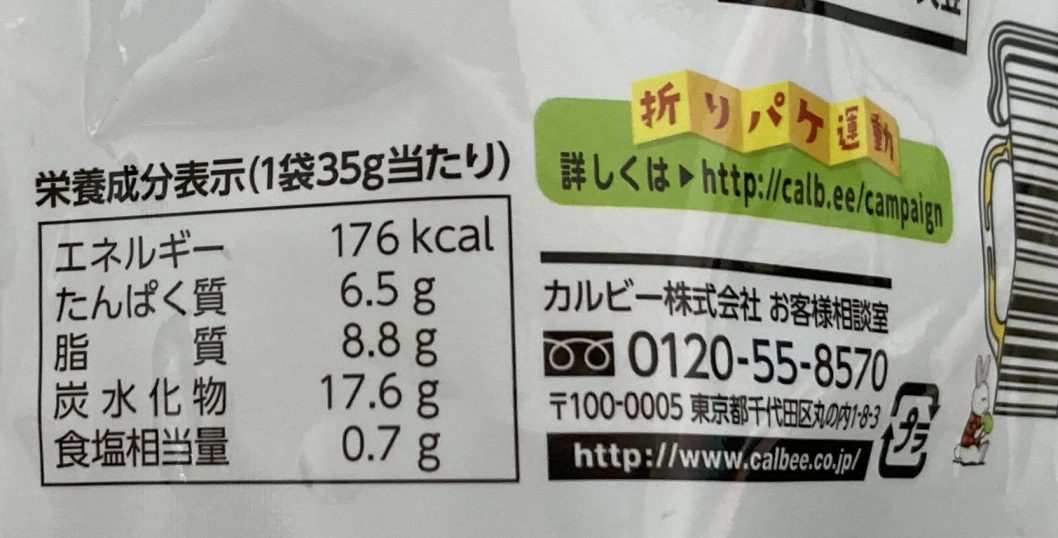 栄養成分表示(1袋35g当たり)
エネルギー 176 kcal
たんぱく質 6.5 g
脂質 8.8 g
炭水化物 17.6 g
食塩相当量 0.7 g
折りパケ運動
詳しくは▶http://calb.ee/campaign
カルビー株式会社 お客様相談室
0120-55-8570
〒100-0005 東京都千代田区丸の内1-8-3
http://www.calbee.co.jp/
プラ